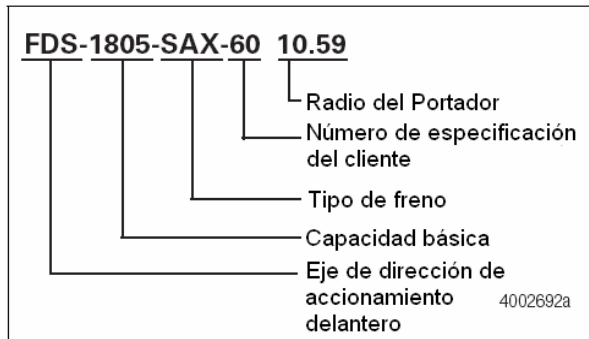 FDS-1805-SAX-60 10.59
Radio del Portador
Número de especificación
del cliente
Tipo de freno
Capacidad básica
Eje de dirección de
accionamiento
delantero
4002692a